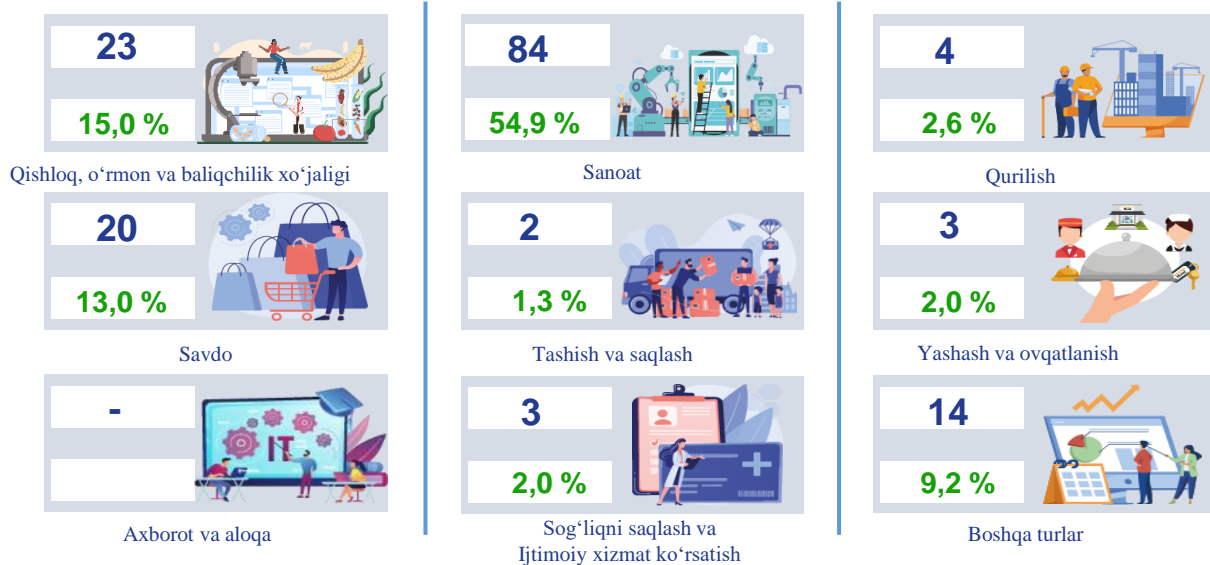 23
15,0 %
Qishloq, o‘rmon va baliqchilik xo‘jaligi
84
54,9 %
Sanoat
4
2,6 %
Qurilish
20
13,0 %
Savdo
2
1,3 %
Tashish va saqlash
3
2,0 %
Yashash va ovqatlanish
-
IT
Axborot va aloqa
3
2,0 %
Sog‘liqni saqlash va
Ijtimoiy xizmat ko‘rsatish
14
9,2 %
Boshqa turlar